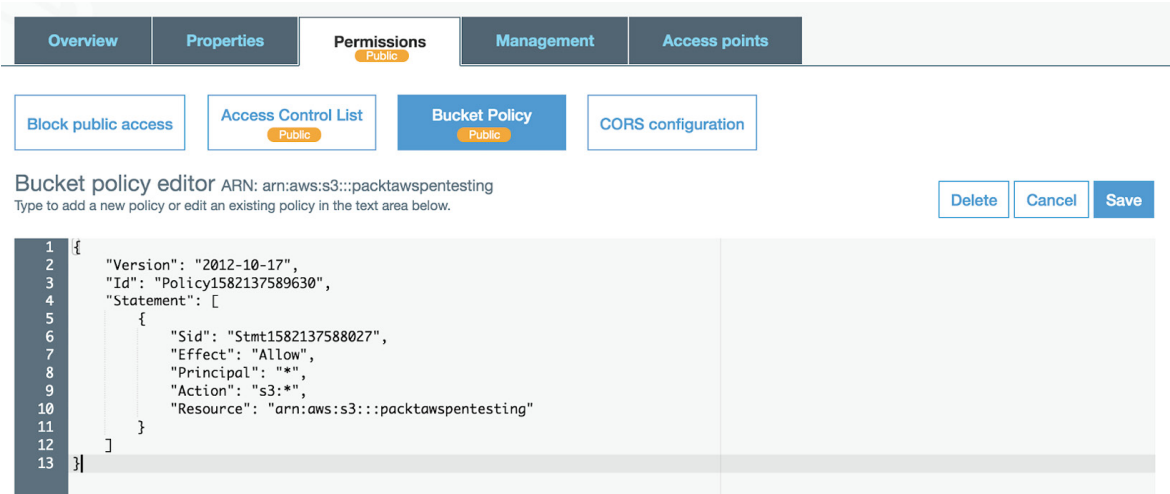 Overview Properties Permissions Management Access points
Public
Block public access Access Control List Bucket Policy CORS configuration
Public Public
Bucket policy editor ARN: arn:aws:s3:::packtawspentesting
Type to add a new policy or edit an existing policy in the text area below.
Delete Cancel Save
1 {
2 "Version": "2012-10-17",
3 "Id": "Policy1582137589630",
4 "Statement": [
5 {
6 "Sid": "Stmt1582137588027",
7 "Effect": "Allow",
8 "Principal": "*",
9 "Action": "s3:*",
10 "Resource": "arn:aws:s3:::packtawspentesting"
11 }
12 ]
13 }